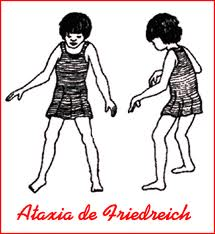 Ataxia de Friedreich